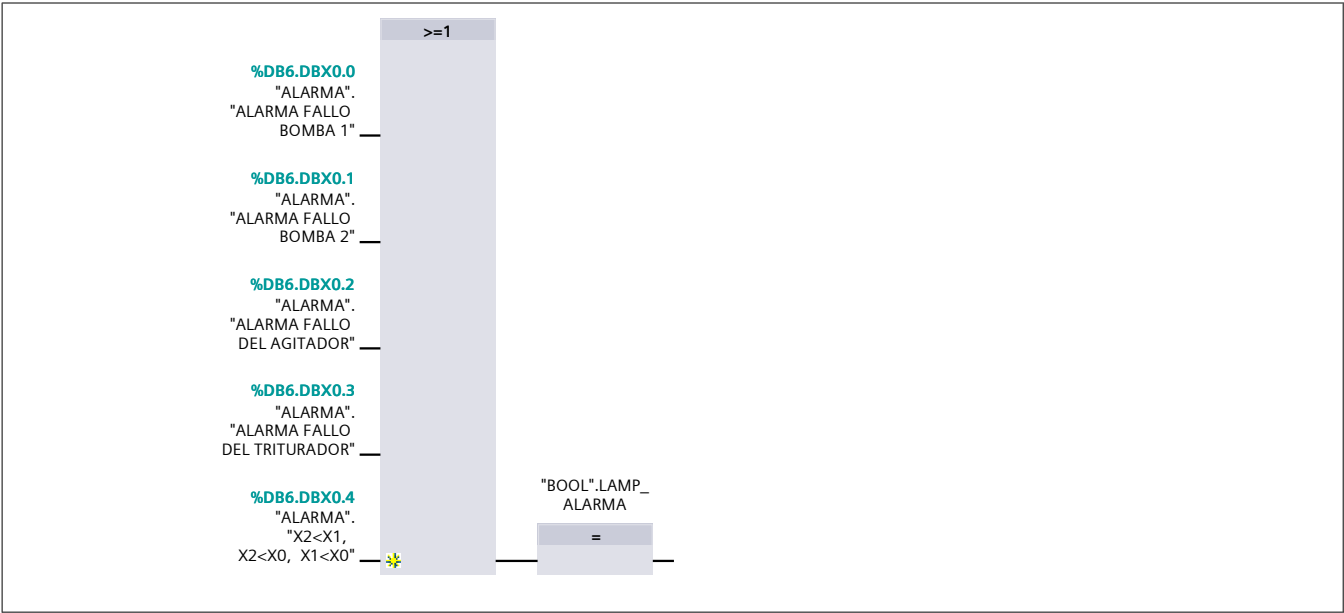 >=1
%DB6.DBX0.0
"ALARMA".
"ALARMA FALLO
BOMBA 1"
%DB6.DBX0.1
"ALARMA".
"ALARMA FALLO
BOMBA 2"
%DB6.DBX0.2
"ALARMA".
"ALARMA FALLO
DEL AGITADOR"
%DB6.DBX0.3
"ALARMA".
"ALARMA FALLO
DEL TRITURADOR"
%DB6.DBX0.4
"ALARMA".
"X2<X1,
X2<X0, X1<X0"
"BOOL".LAMP_
ALARMA
=